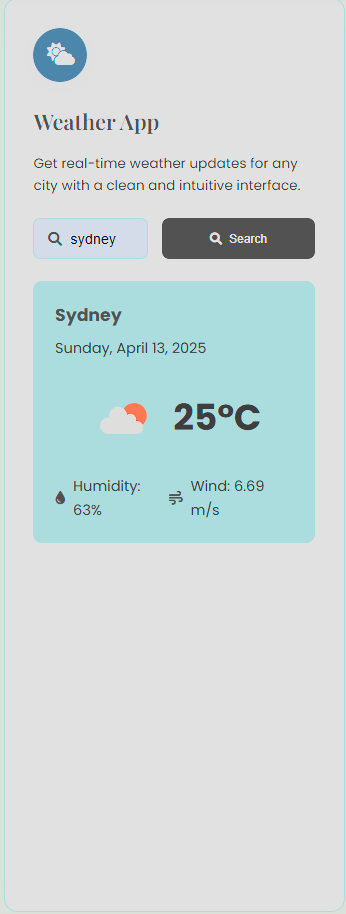 Weather App
Get real-time weather updates for any
city with a clean and intuitive interface.
sydney
Search
Sydney
Sunday, April 13, 2025
25°C
Humidity:
63%
Wind: 6.69
m/s